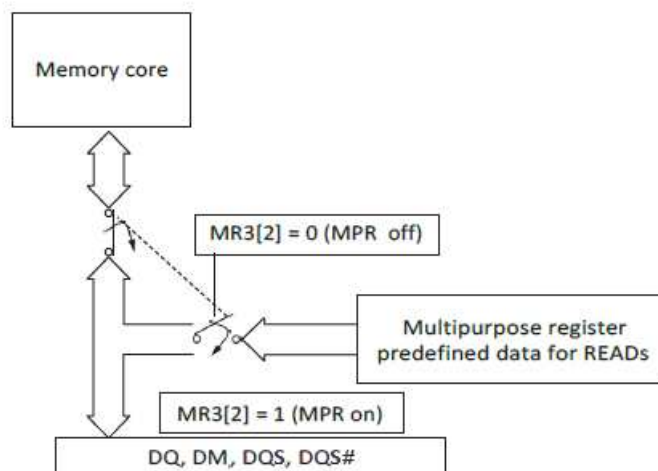 Memory core
MR3[2] = 0 (MPR off)
Multipurpose register
predefined data for READs
MR3[2] = 1 (MPR on)
DQ, DM, DQS, DQS#